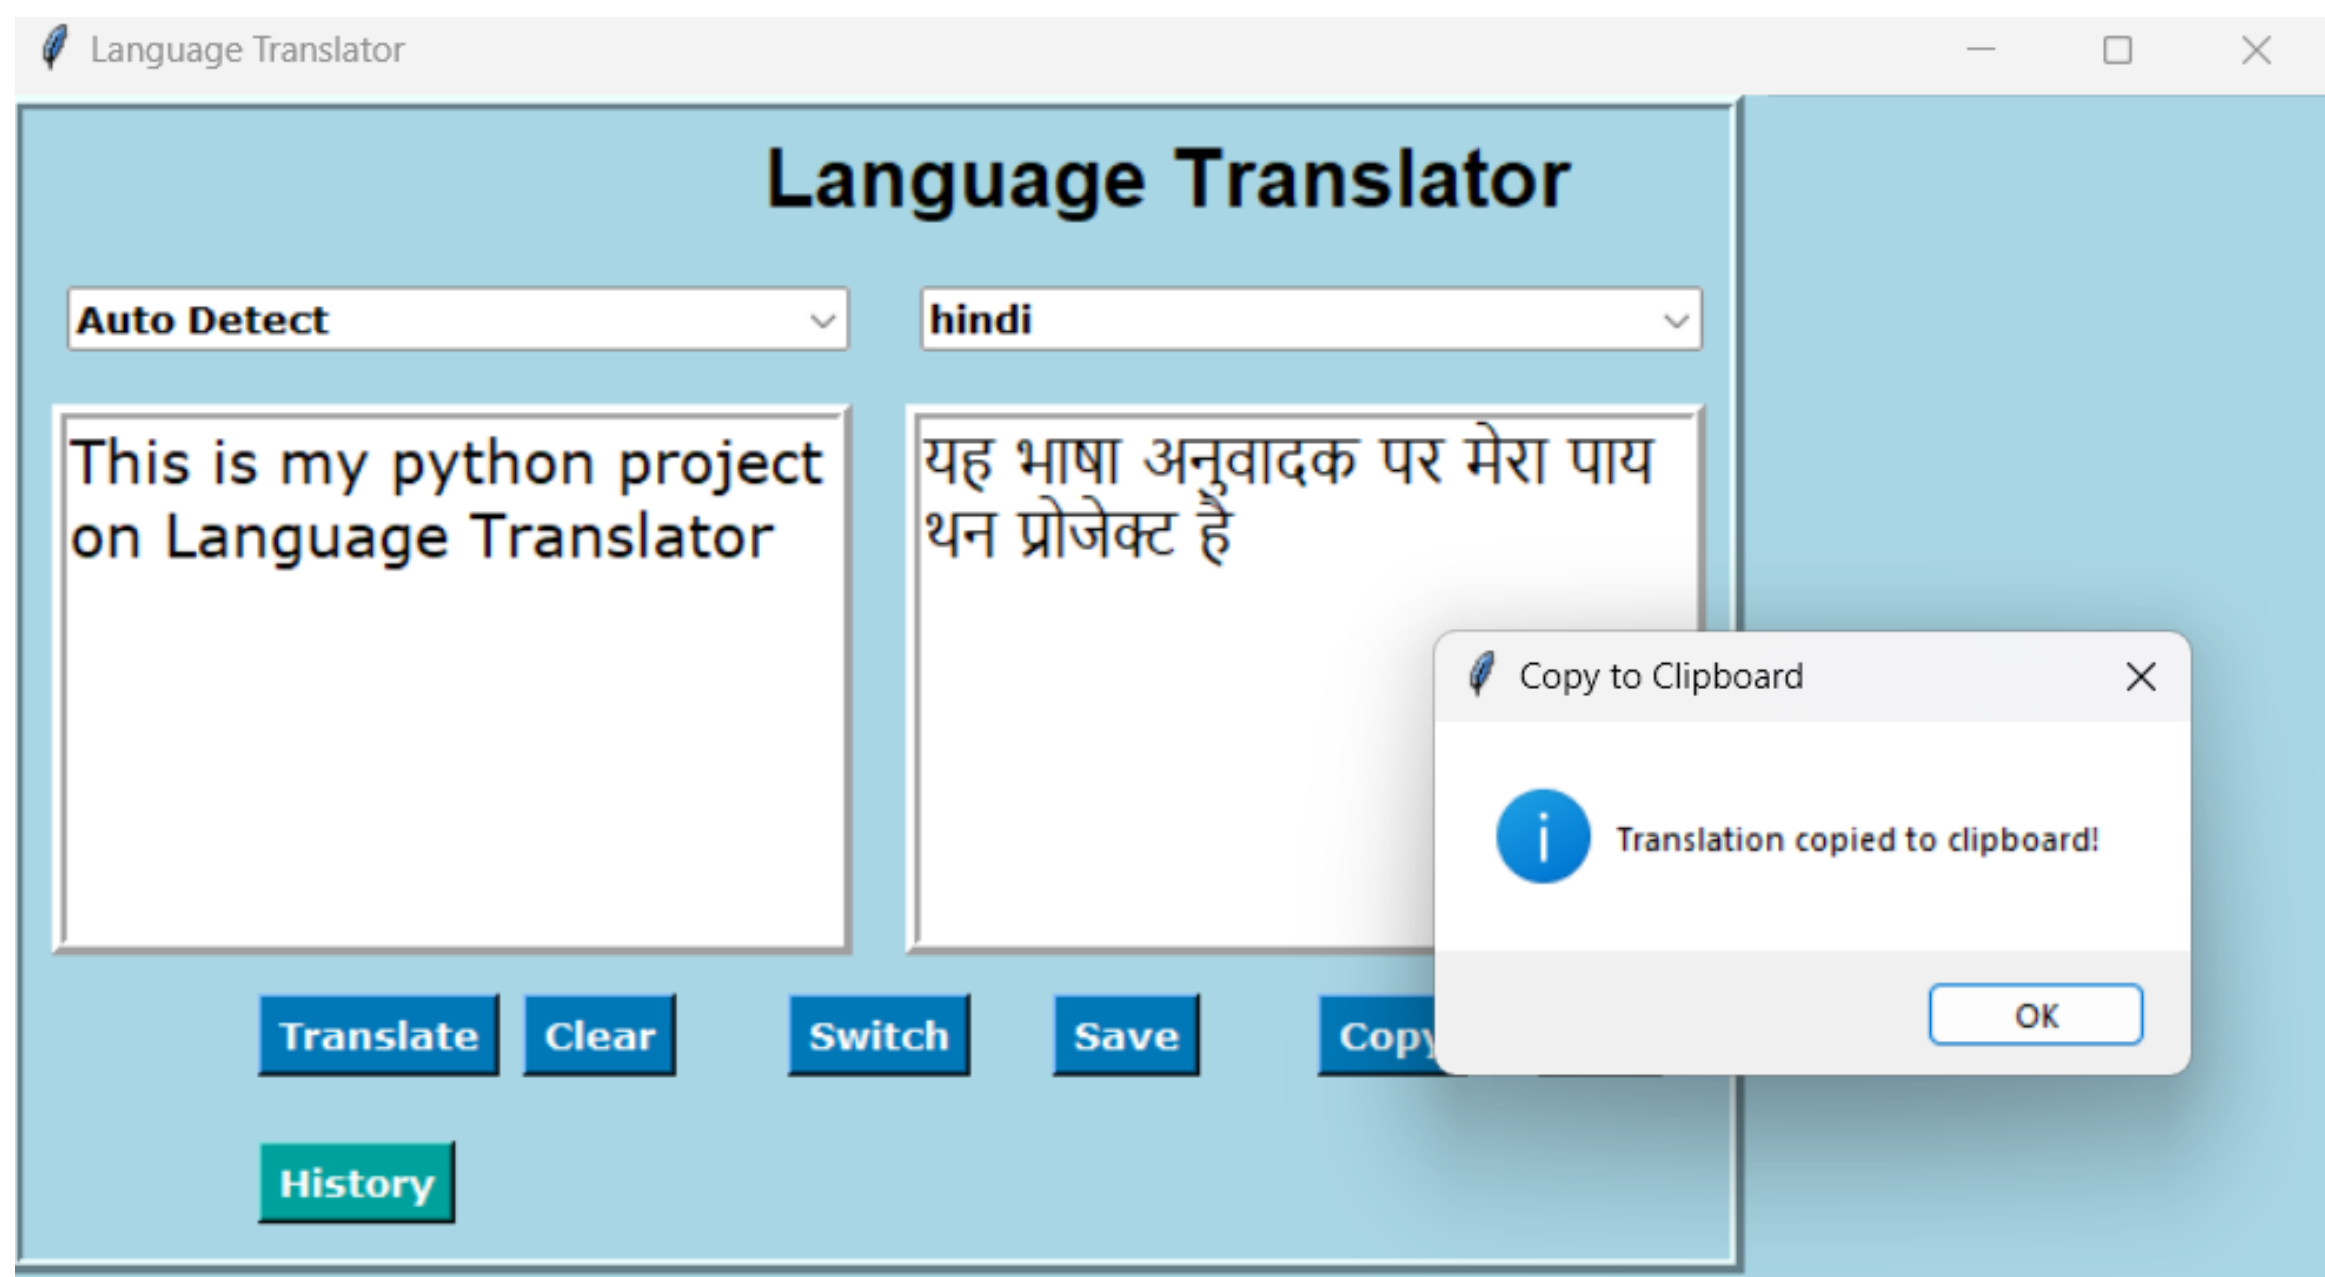 Language Translator
Language Translator
Auto Detect
hindi
This is my python project
on Language Translator
यह भाषा अनुवादक पर मेरा पाय
थन प्रोजेक्ट है
Copy to Clipboard
Translation copied to clipboard!
OK
Translate
Clear
Switch
Save
Copy
History